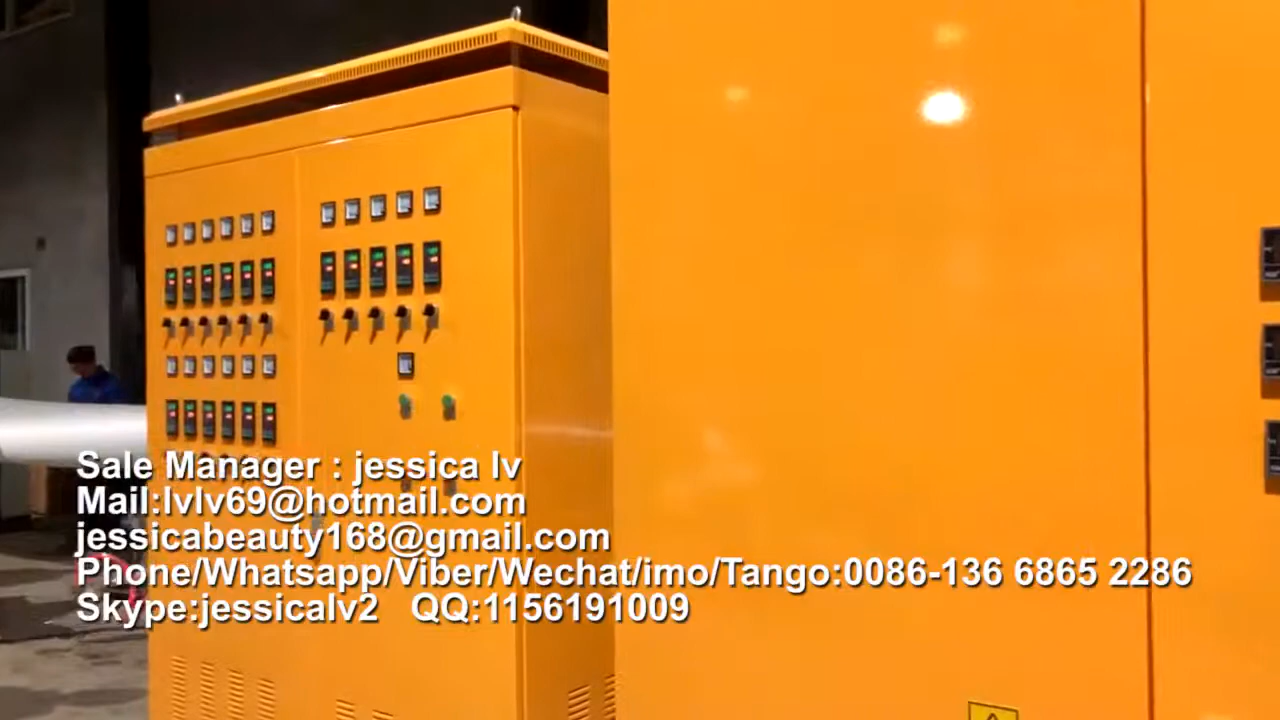 Sale Manager : jessica lv
Mail:lvlv69@hotmail.com
jessicabeauty168@gmail.com
Phone/Whatsapp/Viber/Wechat/imo/Tango:0086-136 6865 2286
Skype:jessicalv2 QQ:1156191009